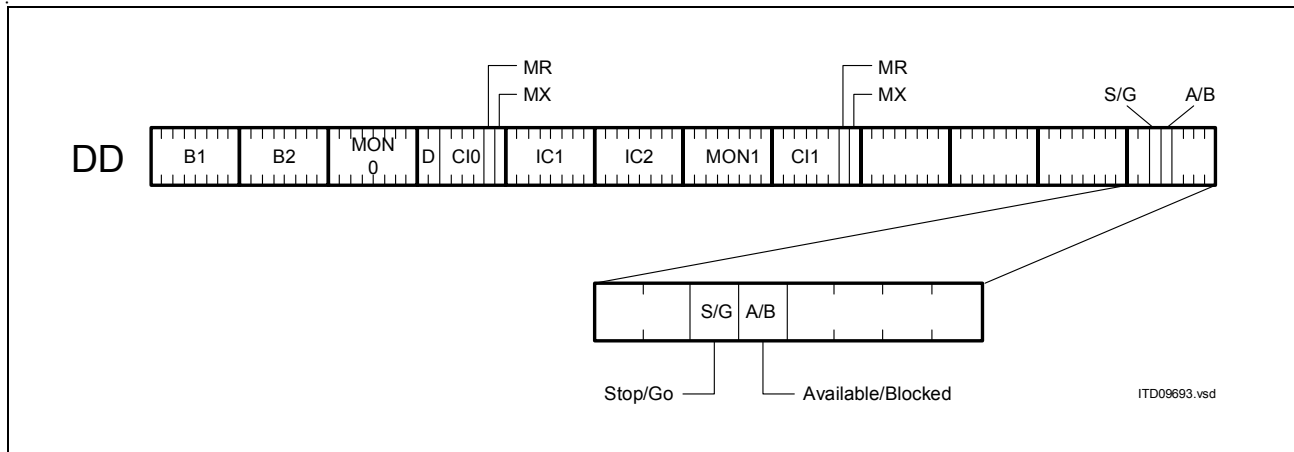 MR
MX
MR
MX
S/G A/B
DD
B1 B2 MON 0 D CI0 IC1 IC2 MON1 CI1
S/G A/B
Stop/Go Available/Blocked
ITD09693.vsd